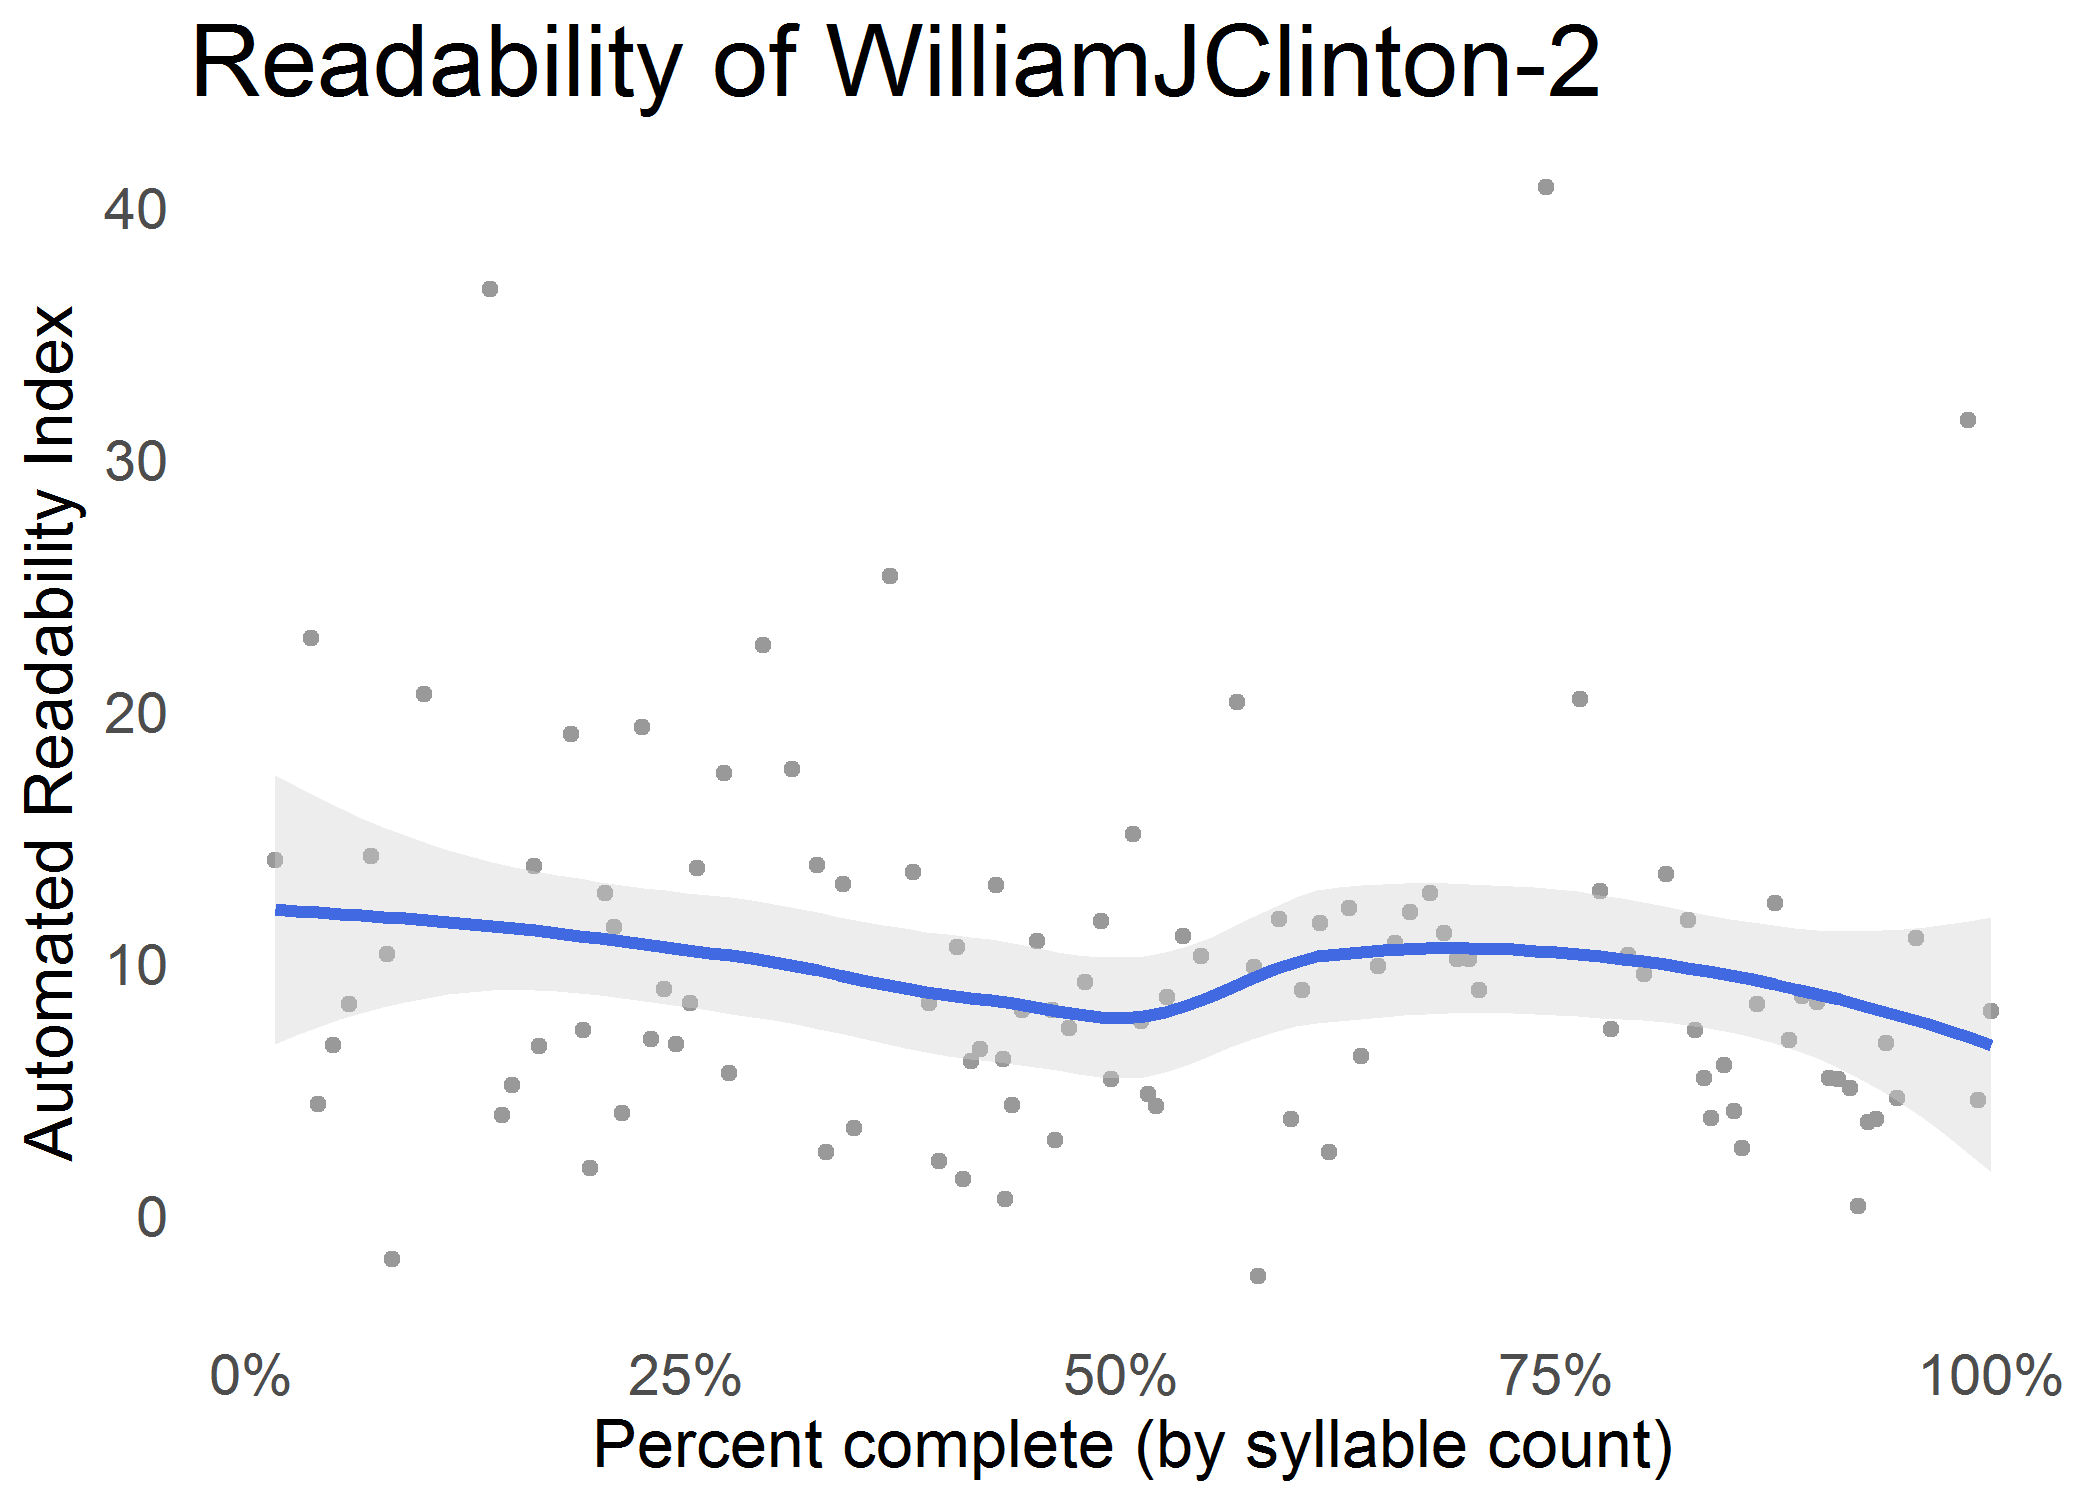 Readability of WilliamJClinton-2
Automated Readability Index
40
30
20
10
0
0% 25% 50% 75% 100%
Percent complete (by syllable count)